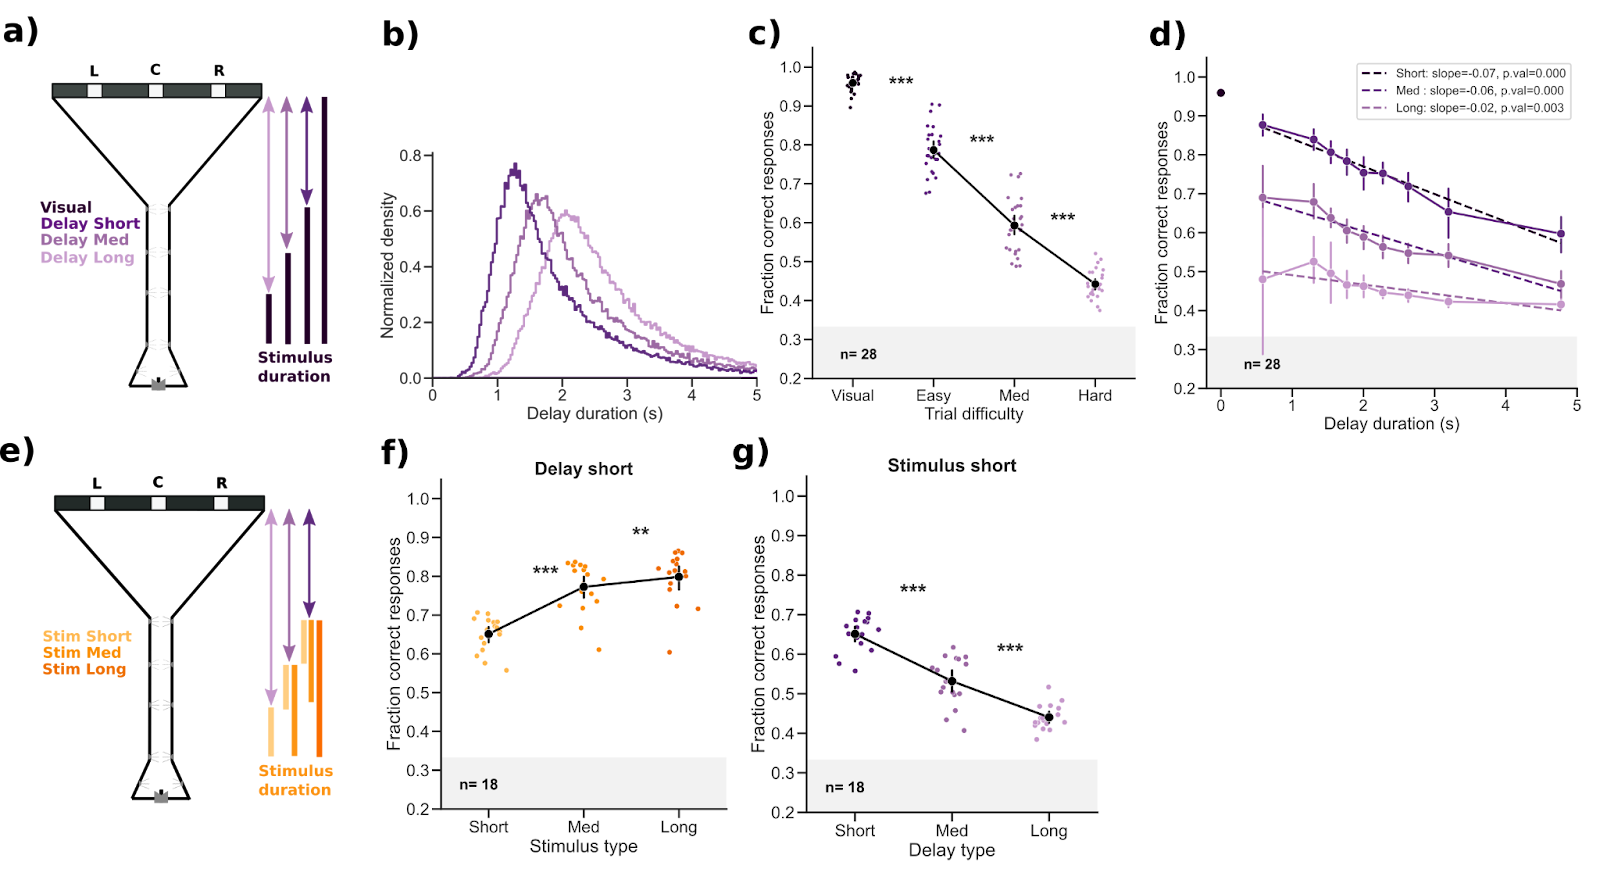 a)
L C R
Visual
Delay Short
Delay Med
Delay Long
Stimulus
duration
b)
Normalized density
0.8
0.6
0.4
0.2
0.0
0 1 2 3 4 5
Delay duration (s)
c)
Fraction correct responses
1.0
0.9
0.8
0.7
0.6
0.5
0.4
0.3
0.2
***
***
***
n= 28
Visual Easy Med Hard
Trial difficulty
d)
Fraction correct responses
1.0
0.9
0.8
0.7
0.6
0.5
0.4
0.3
0.2
Short: slope=-0.07, p.val=0.000
Med : slope=-0.06, p.val=0.000
Long: slope=-0.02, p.val=0.003
n= 28
0 1 2 3 4 5
Delay duration (s)
e)
L C R
Stim Short
Stim Med
Stim Long
Stimulus
duration
f)
Delay short
Fraction correct responses
1.0
0.9
0.8
0.7
0.6
0.5
0.4
0.3
0.2
***
**
n= 18
Short Med Long
Stimulus type
g)
Stimulus short
Fraction correct responses
1.0
0.9
0.8
0.7
0.6
0.5
0.4
0.3
0.2
***
***
n= 18
Short Med Long
Delay type